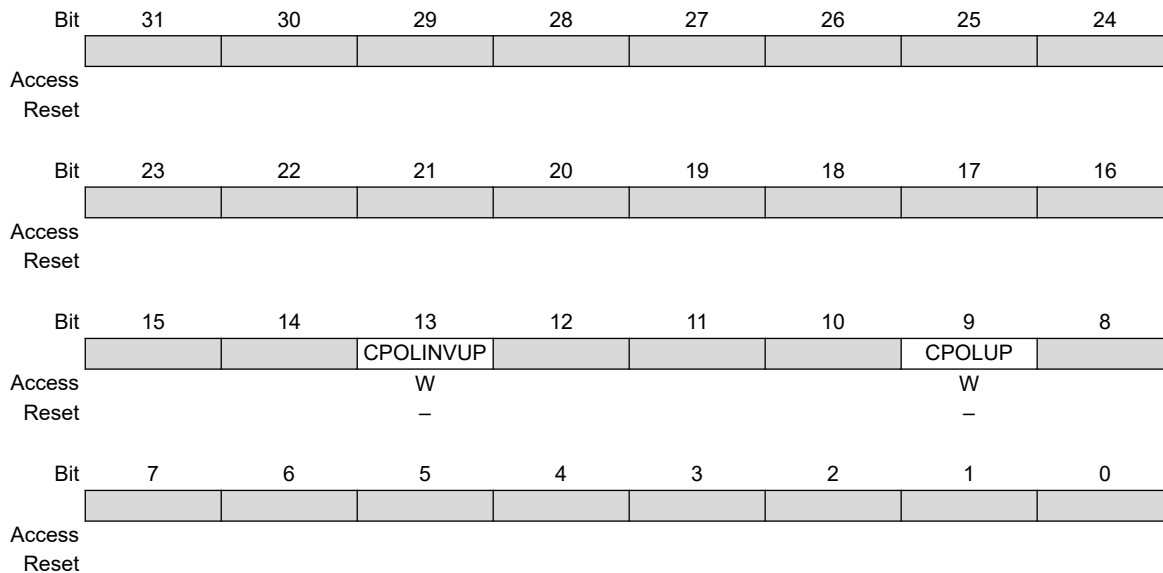 Bit 31 30 29 28 27 26 25 24
Access
Reset
Bit 23 22 21 20 19 18 17 16
Access
Reset
Bit 15 14 13 12 11 10 9 8
CPOLINVUP CPOLUP
Access W W
Reset – –
Bit 7 6 5 4 3 2 1 0
Access
Reset